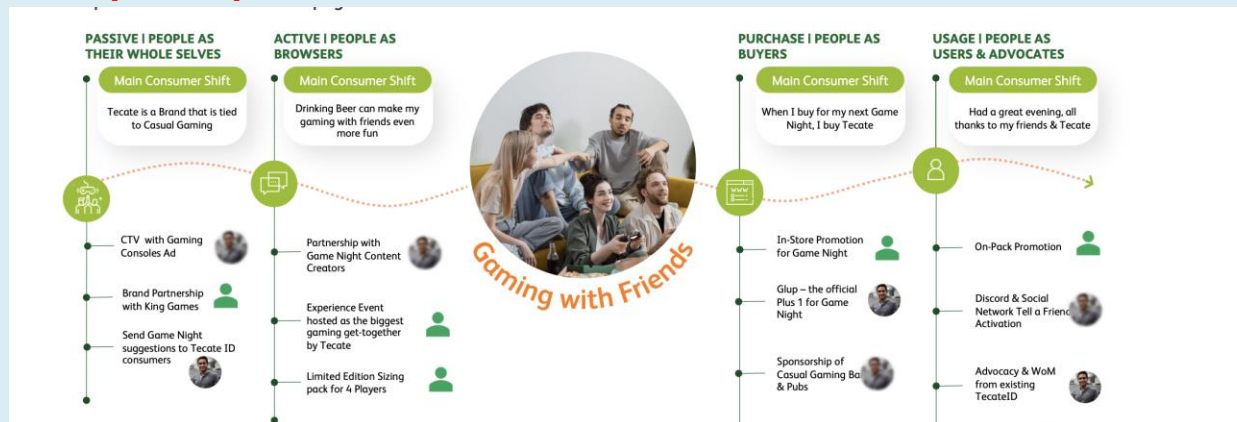 PASSIVE I PEOPLE AS
THEIR WHOLE SELVES
Main Consumer Shift
Tecate is a Brand that is tied
to Casual Gaming
CTV with Gaming
Consoles Ad
Brand Partnership
with King Games
Send Game Night
suggestions to Tecate ID
consumers
ACTIVE I PEOPLE AS
BROWSERS
Main Consumer Shift
Drinking Beer can make my
gaming with friends even
more fun
Partnership with
Game Night Content
Creators
Experience Event
hosted as the biggest
gaming get-together
by Tecate
Limited Edition Sizing
pack for 4 Players
Gaming with Friends
PURCHASE I PEOPLE AS
BUYERS
Main Consumer Shift
When I buy for my next Game
Night, I buy Tecate
WWW
In-Store Promotion
for Game Night
Glup – the official
Plus 1 for Game
Night
Sponsorship of
Casual Gaming Ba
& Pubs
USAGE I PEOPLE AS
USERS & ADVOCATES
Main Consumer Shift
Had a great evening, all
thanks to my friends & Tecate
On-Pack Promotion
Discord & Social
Network Tell a Friend
Activation
Advocacy & WoM
from existing
TecateID